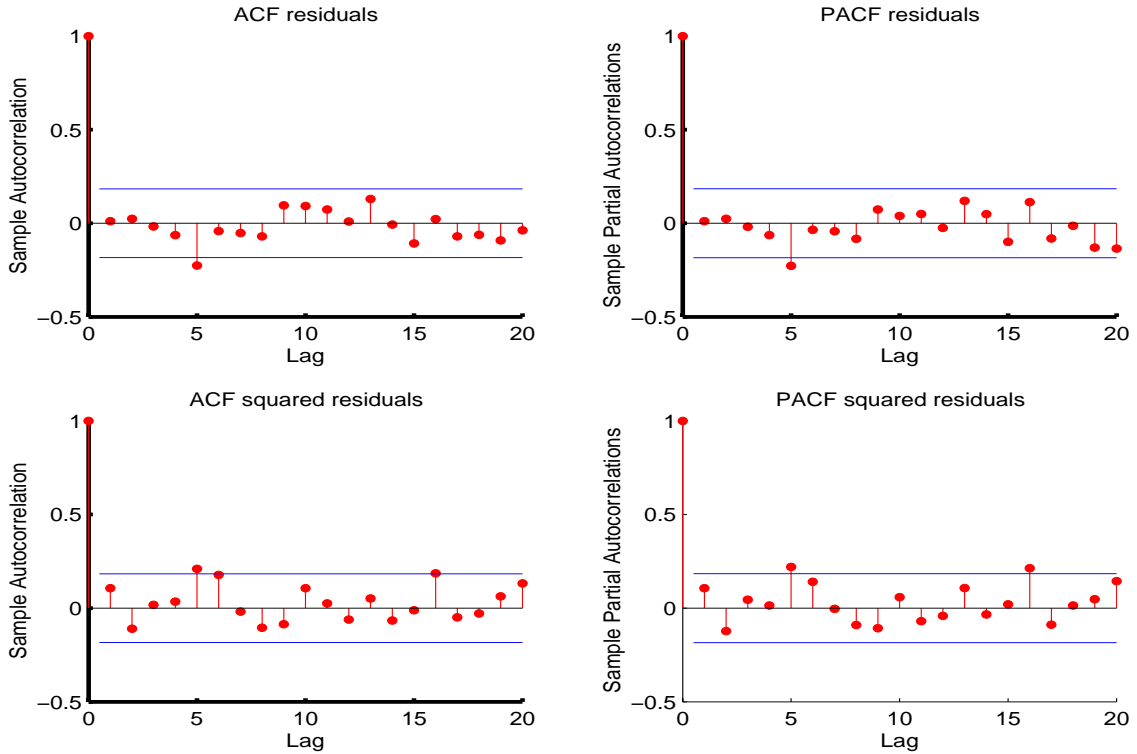 ACF residuals
Sample Autocorrelation
1
0.5
0
−0.5
0 5 10 15 20
Lag
PACF residuals
Sample Partial Autocorrelations
1
0.5
0
−0.5
0 5 10 15 20
Lag
ACF squared residuals
Sample Autocorrelation
1
0.5
0
−0.5
0 5 10 15 20
Lag
PACF squared residuals
Sample Partial Autocorrelations
1
0.5
0
−0.5
0 5 10 15 20
Lag